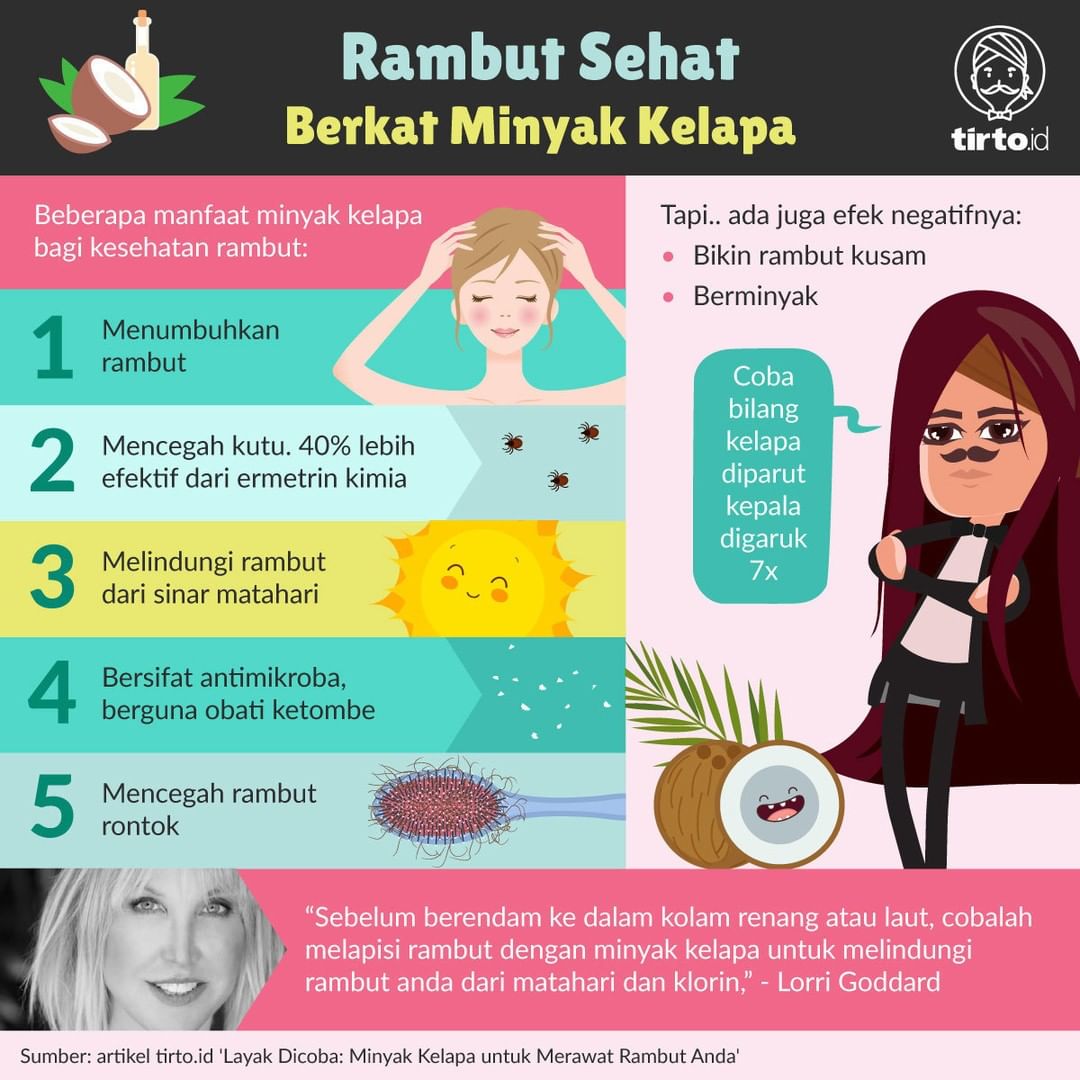 Rambut Sehat
Berkat Minyak Kelapa
tirto.id
Beberapa manfaat minyak kelapa
bagi kesehatan rambut:
1
Menumbuhkan
rambut
2
Mencegah kutu. 40% lebih
efektif dari ermetrin kimia
3
Melindungi rambut
dari sinar matahari
4
Bersifat antimikroba,
berguna obati ketombe
5
Mencegah rambut
rontok
Tapi.. ada juga efek negatifnya:
• Bikin rambut kusam
• Berminyak
Coba
bilang
kelapa
diparut
kepala
digaruk
7x
“Sebelum berendam ke dalam kolam renang atau laut, cobalah
melapisi rambut dengan minyak kelapa untuk melindungi
rambut anda dari matahari dan klorin,” - Lorri Goddard
Sumber: artikel tirto.id 'Layak Dicoba: Minyak Kelapa untuk Merawat Rambut Anda'